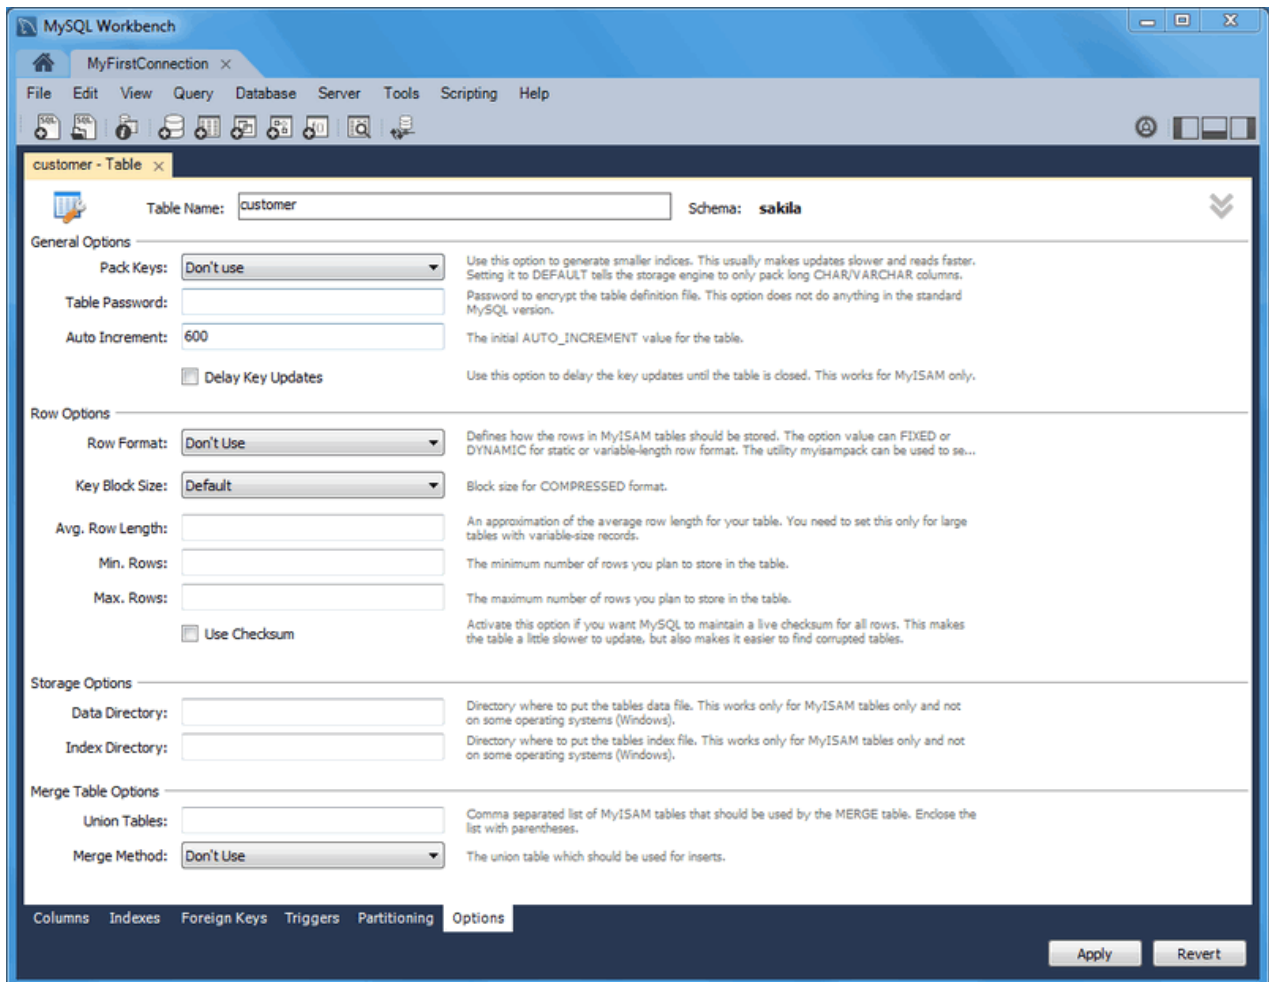 MySQL Workbench
MyFirstConnection
File Edit View Query Database Server Tools Scripting Help
SQL SQL
customer - Table
Table Name: customer Schema: sakila
General Options
Pack Keys: Don't use
Use this option to generate smaller indices. This usually makes updates slower and reads faster.
Setting it to DEFAULT tells the storage engine to only pack long CHAR/VARCHAR columns.
Table Password:
Password to encrypt the table definition file. This option does not do anything in the standard
MySQL version.
Auto Increment: 600 The initial AUTO_INCREMENT value for the table.
Delay Key Updates Use this option to delay the key updates until the table is closed. This works for MyISAM only.
Row Options
Row Format: Don't Use
Defines how the rows in MyISAM tables should be stored. The option value can FIXED or
DYNAMIC for static or variable-length row format. The utility myisampack can be used to se...
Key Block Size: Default Block size for COMPRESSED format.
Avg. Row Length:
An approximation of the average row length for your table. You need to set this only for large
tables with variable-size records.
Min. Rows: The minimum number of rows you plan to store in the table.
Max. Rows: The maximum number of rows you plan to store in the table.
Use Checksum
Activate this option if you want MySQL to maintain a live checksum for all rows. This makes
the table a little slower to update, but also makes it easier to find corrupted tables.
Storage Options
Data Directory:
Directory where to put the tables data file. This works only for MyISAM tables only and not
on some operating systems (Windows).
Index Directory:
Directory where to put the tables index file. This works only for MyISAM tables only and not
on some operating systems (Windows).
Merge Table Options
Union Tables:
Comma separated list of MyISAM tables that should be used by the MERGE table. Enclose the
list with parentheses.
Merge Method: Don't Use The union table which should be used for inserts.
Columns Indexes Foreign Keys Triggers Partitioning Options
Apply Revert